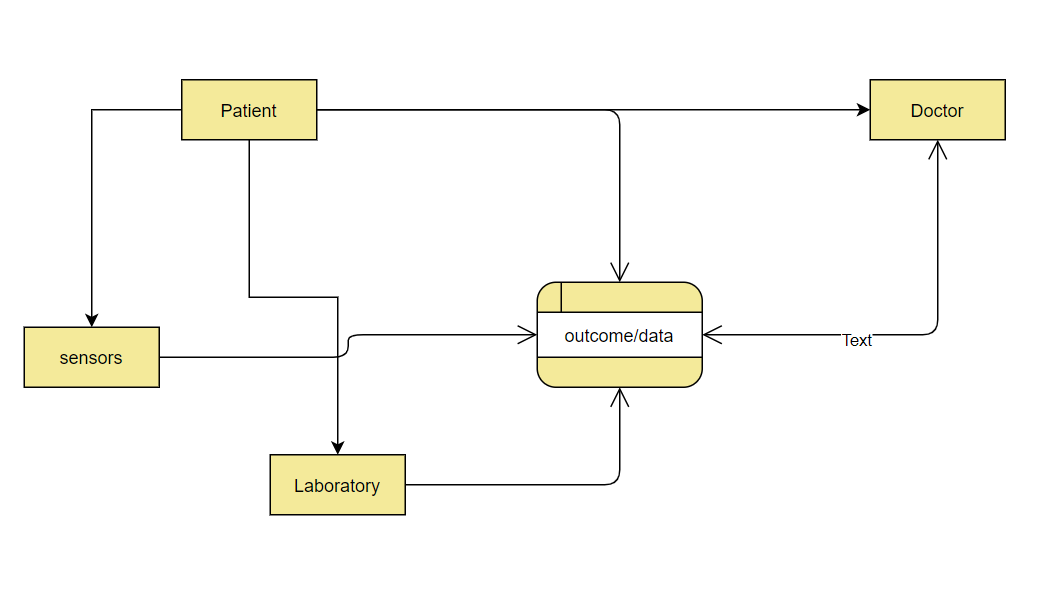 Patient
Doctor
outcome/data
Text
sensors
Laboratory